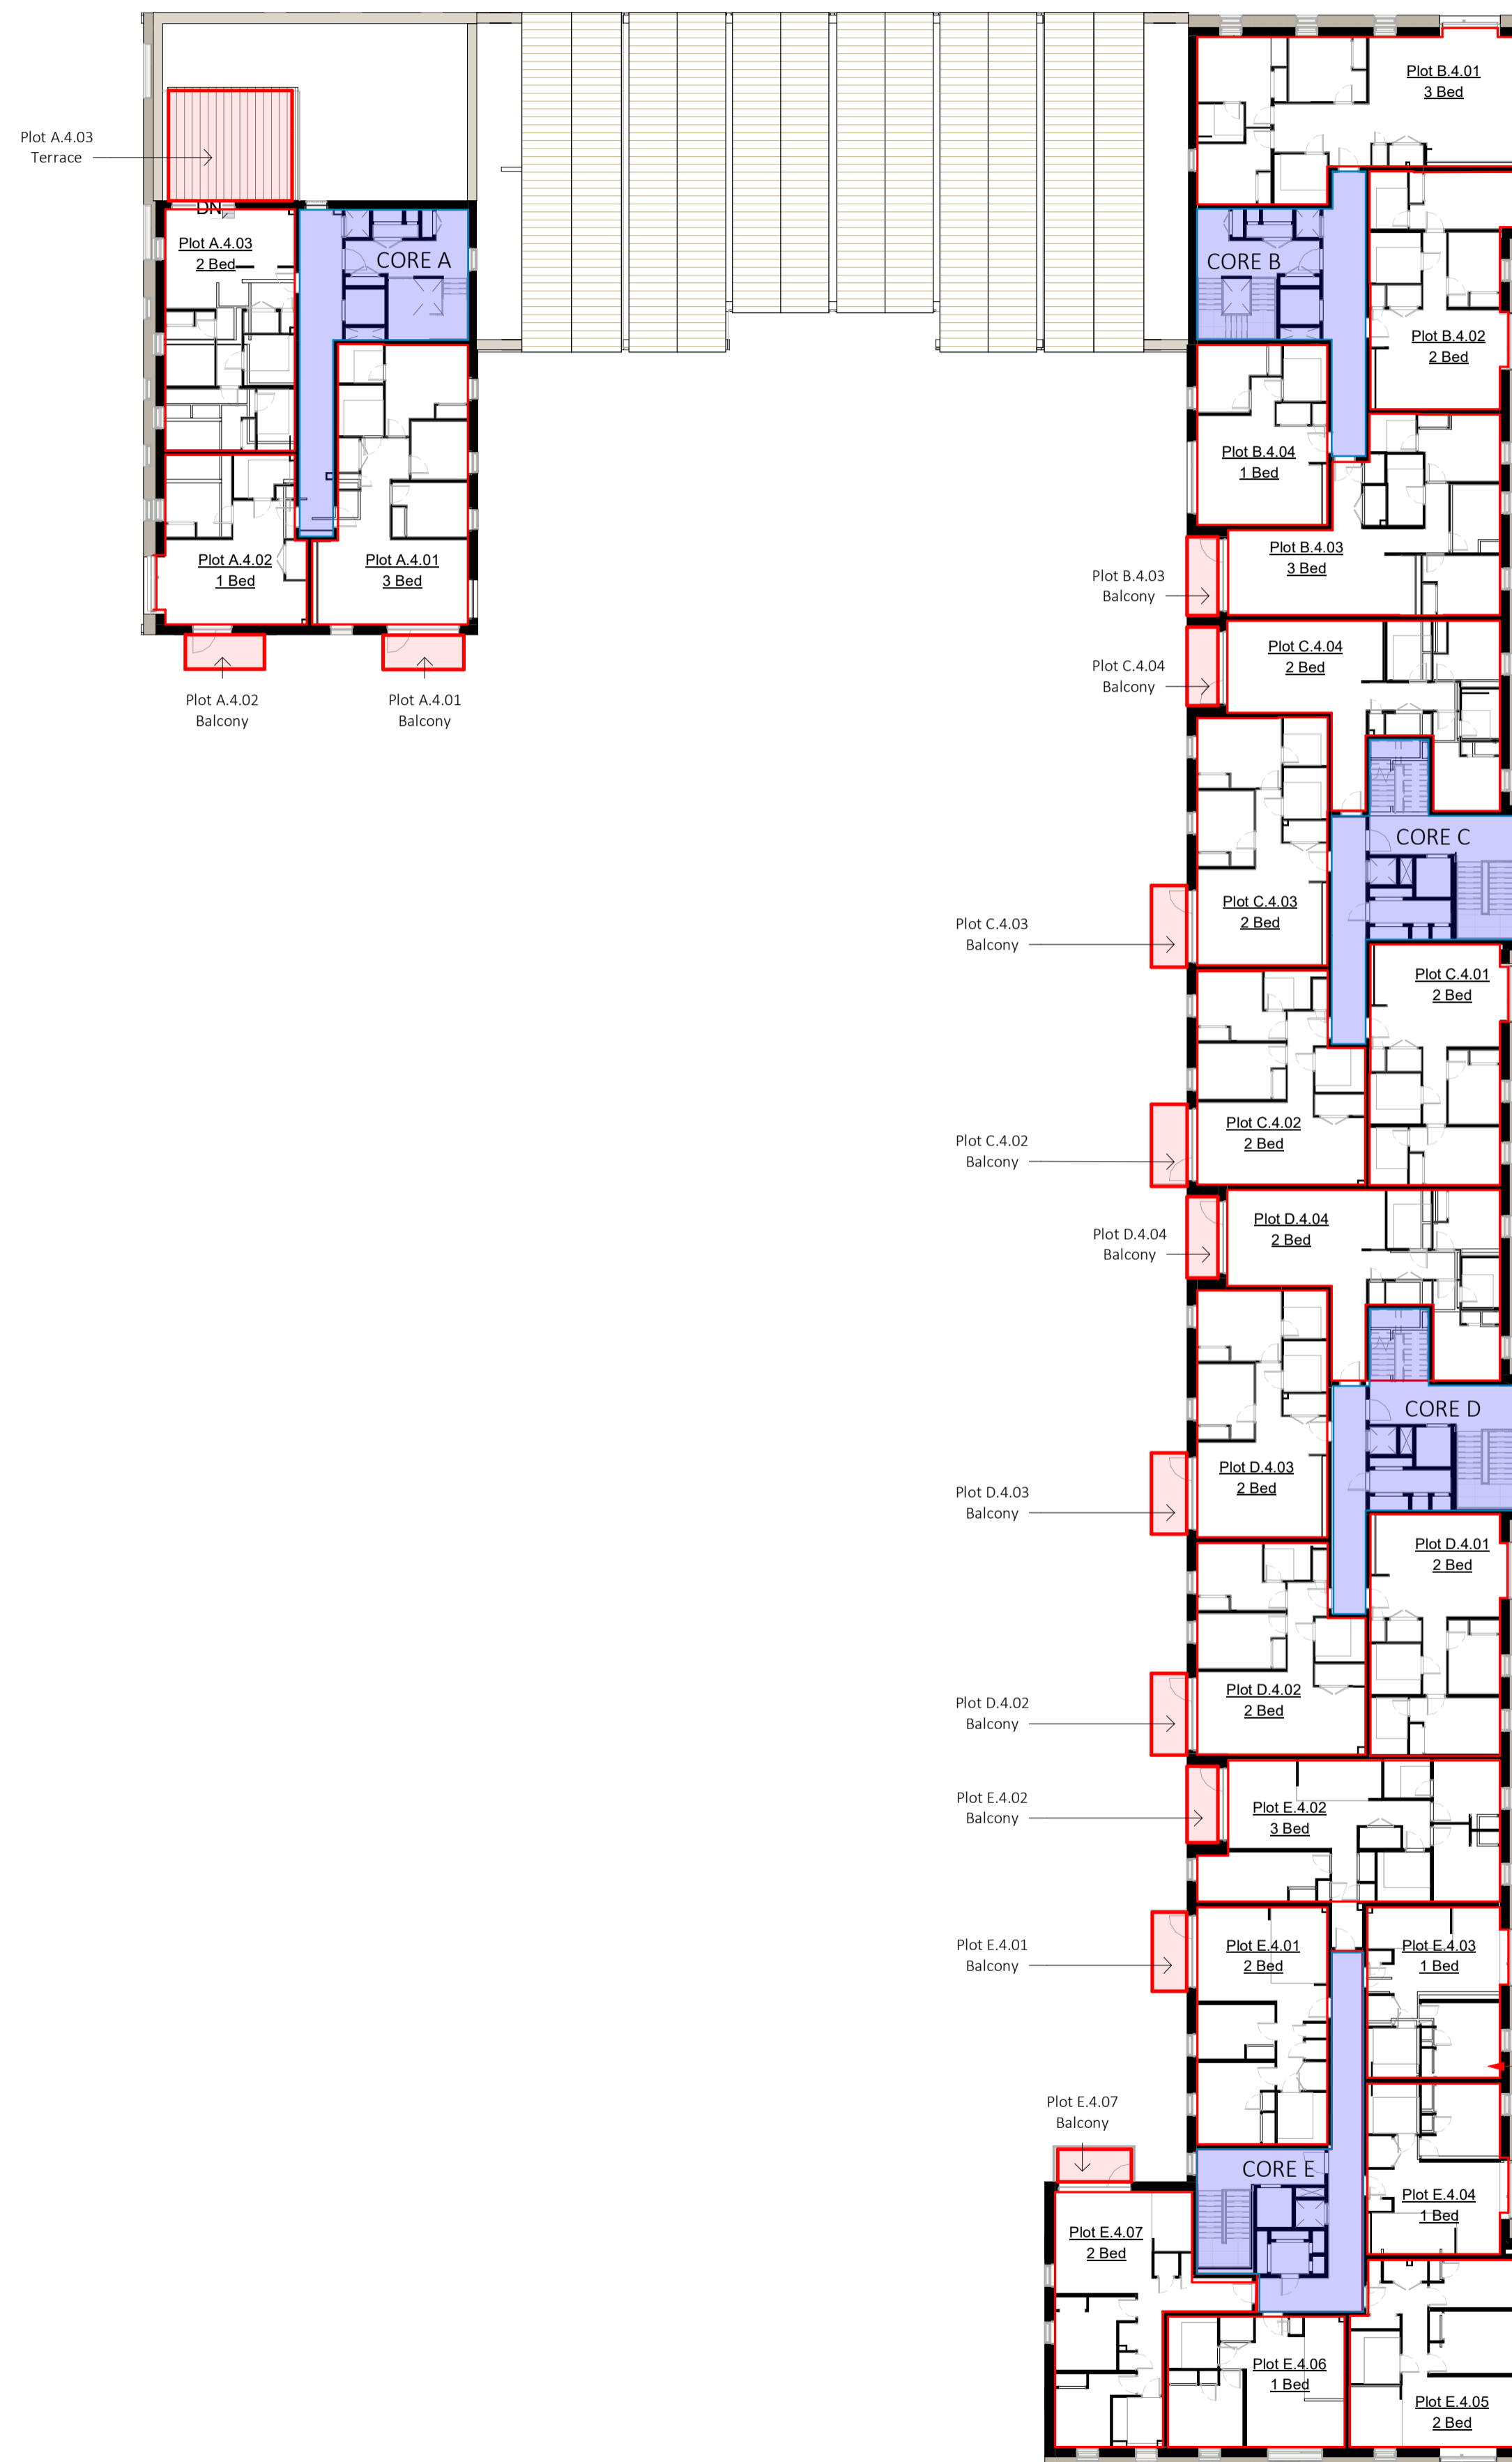 Plot B.4.01
3 Bed
Plot A.4.03
Terrace
DN
Plot A.4.03
2 Bed
CORE A
CORE B
Plot B.4.02
2 Bed
Plot B.4.04
1 Bed
Plot A.4.02
1 Bed
Plot A.4.01
3 Bed
Plot B.4.03
3 Bed
Plot B.4.03
Balcony
Plot C.4.04
2 Bed
Plot C.4.04
Balcony
Plot A.4.02
Balcony
Plot A.4.01
Balcony
CORE C
Plot C.4.03
2 Bed
Plot C.4.03
Balcony
Plot C.4.01
2 Bed
Plot C.4.02
2 Bed
Plot C.4.02
Balcony
Plot D.4.04
2 Bed
Plot D.4.04
Balcony
CORE D
Plot D.4.03
2 Bed
Plot D.4.03
Balcony
Plot D.4.01
2 Bed
Plot D.4.02
2 Bed
Plot D.4.02
Balcony
Plot E.4.02
Balcony
Plot E.4.02
3 Bed
Plot E.4.01
Balcony
Plot E.4.01
2 Bed
Plot E.4.03
1 Bed
Plot E.4.07
Balcony
CORE E
Plot E.4.04
1 Bed
Plot E.4.07
2 Bed
Plot E.4.06
1 Bed
Plot E.4.05
2 Bed